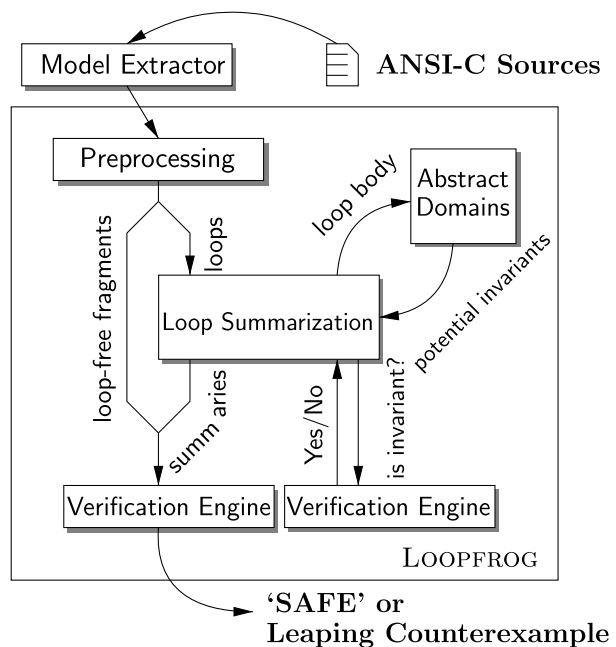 Model Extractor
ANSI-C Sources
Preprocessing
loop body
Abstract
Domains
loop-free fragments
loops
potential invariants
Loop Summarization
summ aries
Yes/No
is invariant?
Verification Engine
Verification Engine
LOOPFROG
‘SAFE’ or
Leaping Counterexample